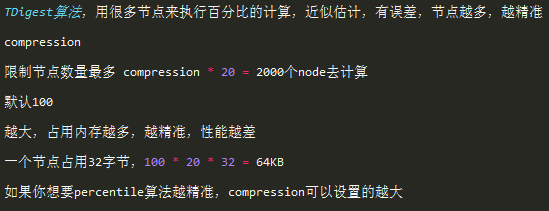 TDigest算法，用很多节点来执行百分比的计算，近似估计，有误差，节点越多，越精准
compression
限制节点数量最多 compression * 20 = 2000个node去计算
默认100
越大，占用内存越多，越精准，性能越差
一个节点占用32字节，100 * 20 * 32 = 64KB
如果你想要percentile算法越精准，compression可以设置的越大